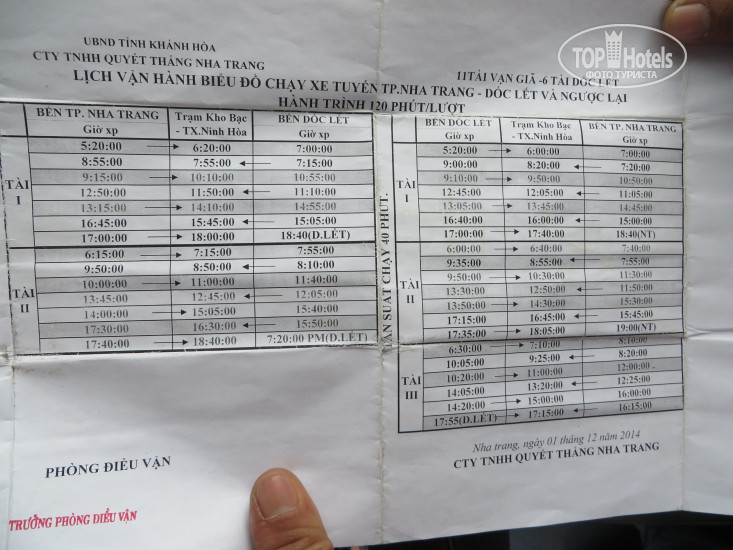 UBND TỈNH KHÁNH HÒA
CTY TNHH QUYẾT THẮNG NHA TRANG
11TÀI VẠN GIÃ -6 TÀI DỐC LẾT
LỊCH VẬN HÀNH BIỂU ĐỒ CHẠY XE TUYẾN TP.NHA TRANG - DỐC LẾT VÀ NGƯỢC LẠI
HÀNH TRÌNH 120 PHÚT/LƯỢT
BẾN TP. NHA TRANG Trạm Kho Bạc BẾN DỐC LẾT
Giờ xp - TX.Ninh Hòa Giờ xp
TÀI I
5:20:00 → 6:20:00 7:00:00
8:55:00 7:55:00 ← 7:15:00
9:15:00 → 10:10:00 10:55:00
12:50:00 11:50:00 ← 11:10:00
13:15:00 → 14:10:00 14:55:00
16:45:00 15:45:00 ← 15:05:00
17:00:00 → 18:00:00 18:40(D.LẾT)
TÀI II
6:15:00 → 7:15:00 7:55:00
9:50:00 8:50:00 ← 8:10:00
10:00:00 → 11:00:00 11:40:00
13:45:00 12:45:00 ← 12:05:00
14:00:00 → 15:05:00 15:40:00
17:30:00 16:30:00 ← 15:50:00
17:40:00 → 18:40:00 7:20:00 PM(D.LẾT)
SUẤT CHẠY 40 PHÚT.
BẾN DỐC LẾT Trạm Kho Bạc BẾN TP. NHA TRANG
Giờ xp - TX.Ninh Hòa Giờ xp
TÀI I
5:20:00 → 6:00:00 7:00:00
9:00:00 8:20:00 ← 7:20:00
9:10:00 → 9:50:00 10:50:00
12:45:00 12:05:00 ← 11:05:00
13:05:00 → 13:45:00 14:45:00
16:40:00 16:00:00 ← 15:00:00
17:00:00 → 17:40:00 18:40(NT)
TÀI II
6:00:00 → 6:40:00 7:40:00
9:35:00 8:55:00 ← 7:55:00
9:50:00 → 10:30:00 11:30:00
13:30:00 12:50:00 ← 11:50:00
13:50:00 → 14:30:00 15:30:00
17:15:00 16:45:00 ← 15:45:00
17:35:00 → 18:05:00 19:00(NT)
TÀI III
6:30:00 → 7:10:00 8:10:00
10:05:00 9:25:00 ← 8:20:00
10:20:00 → 11:00:00 12:00:00
14:05:00 13:20:00 ← 12:25:00
14:20:00 → 15:00:00 16:00:00
17:55(D.LẾT) 17:15:00 ← 16:15:00
Nha trang, ngày 01 tháng 12 năm 2014
CTY TNHH QUYẾT THẮNG NHA TRANG
PHÒNG ĐIỀU VẬN
TRƯỞNG PHÒNG ĐIỀU VẬN
TOP Hotels
ФОТО ТУРИСТА